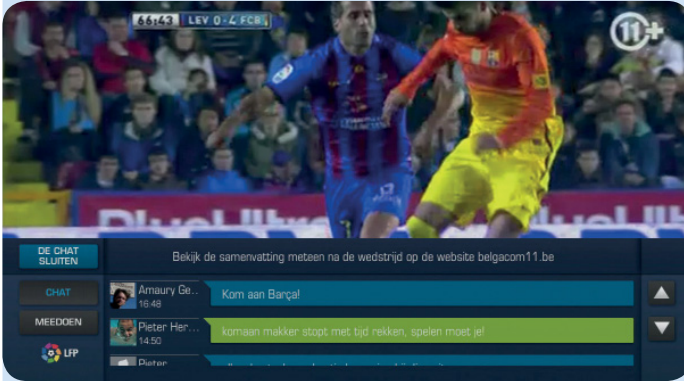 66:43 LEV 0-4 FCB
11+
PlusUltra
DE CHAT
SLUITEN
Bekijk de samenvatting meteen na de wedstrijd op de website belgacom11.be
CHAT
Amaury Ge..
16:48
Kom aan Barça!
MEEDOEN
Pieter Her...
14:50
komaan makker stopt met tijd rekken, spelen moet je!
LFP
Pieter